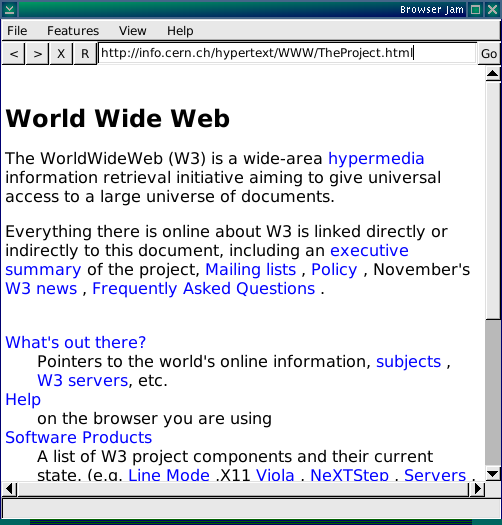 Browser Jam
File Features View Help
< > X R http://info.cern.ch/hypertext/WWW/TheProject.html Go
World Wide Web
The WorldWideWeb (W3) is a wide-area hypermedia
information retrieval initiative aiming to give universal
access to a large universe of documents.
Everything there is online about W3 is linked directly or
indirectly to this document, including an executive
summary of the project, Mailing lists , Policy , November's
W3 news , Frequently Asked Questions .
What's out there?
Pointers to the world's online information, subjects ,
W3 servers, etc.
Help
on the browser you are using
Software Products
A list of W3 project components and their current
state. (e.g. Line Mode ,X11 Viola , NeXTStep , Servers ,